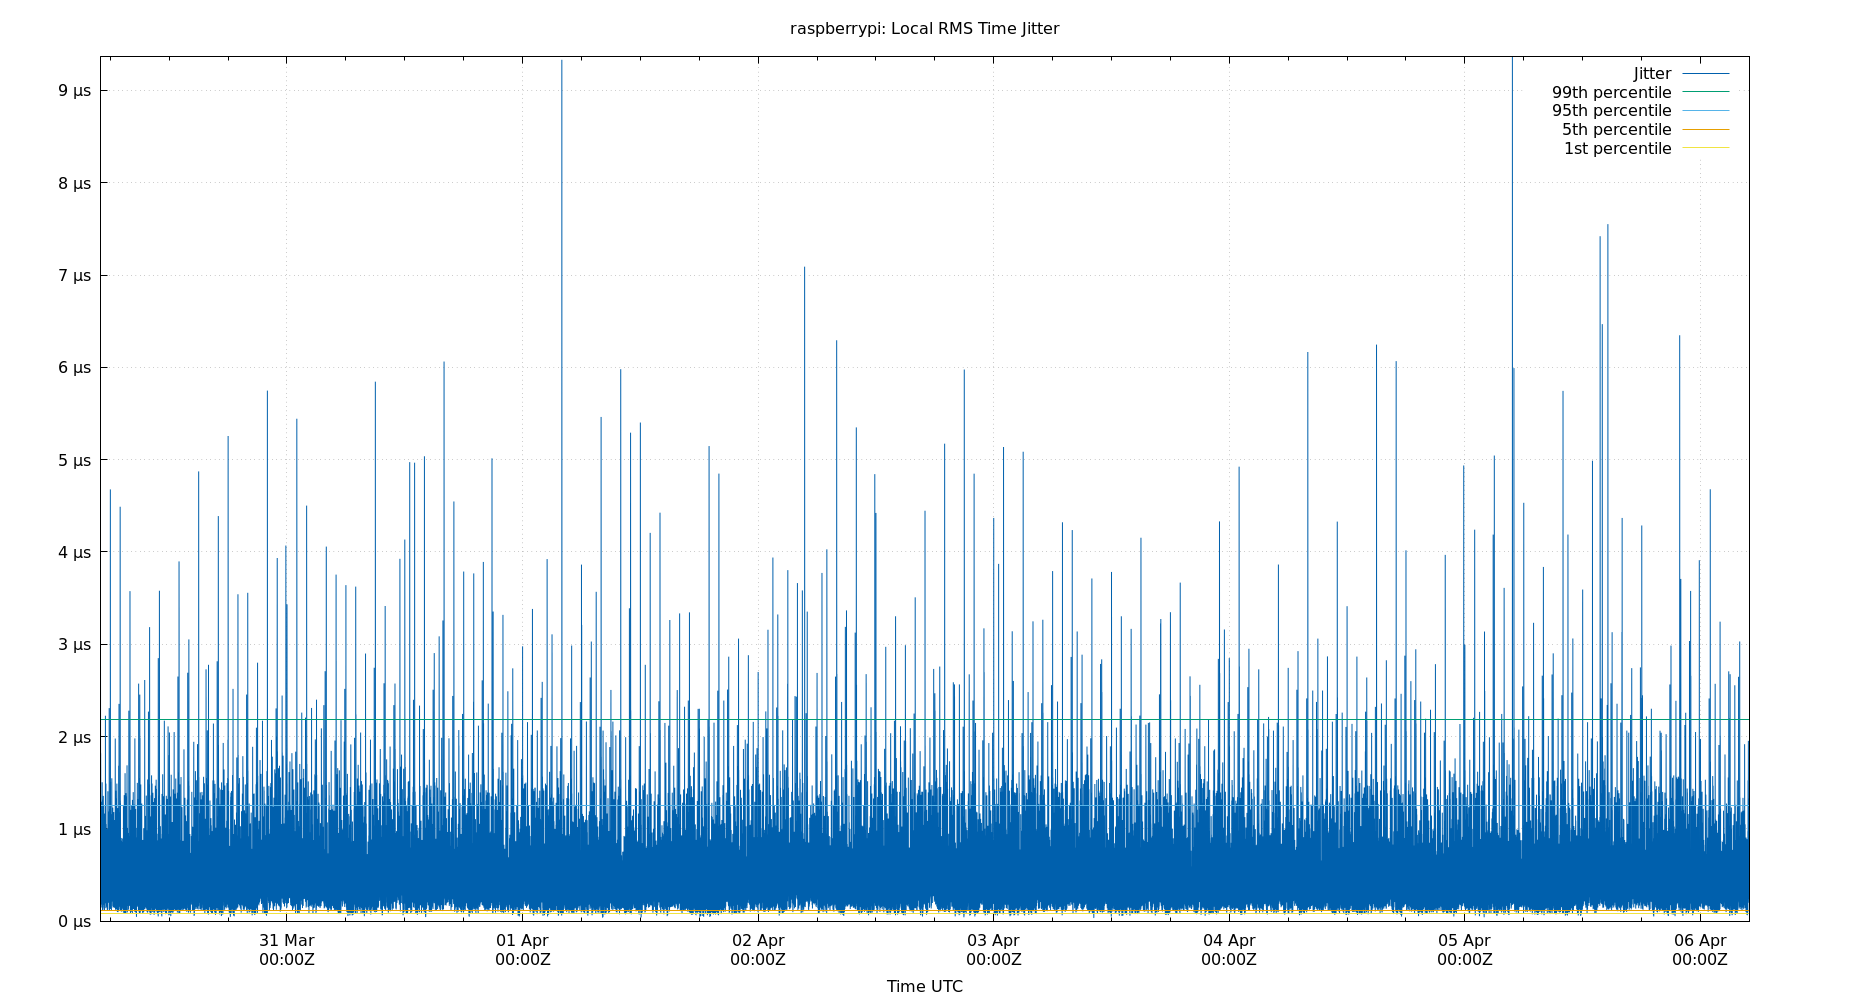 raspberrypi: Local RMS Time Jitter
Jitter
99th percentile
95th percentile
5th percentile
1st percentile
9 µs
8 µs
7 µs
6 µs
5 µs
4 µs
3 µs
2 µs
1 µs
0 µs
31 Mar 01 Apr 02 Apr 03 Apr 04 Apr 05 Apr 06 Apr
00:00Z 00:00Z 00:00Z 00:00Z 00:00Z 00:00Z 00:00Z
Time UTC